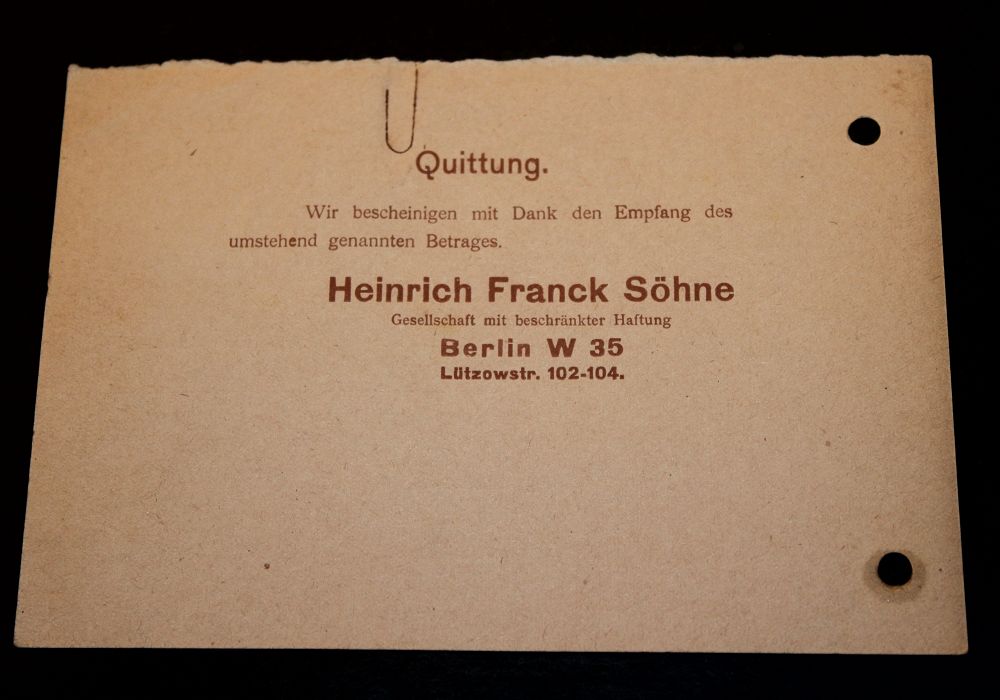 Quittung.
Wir bescheinigen mit Dank den Empfang des
umstehend genannten Betrages.
Heinrich Franck Söhne
Gesellschaft mit beschränkter Haftung
Berlin W 35
Lützowstr. 102-104.